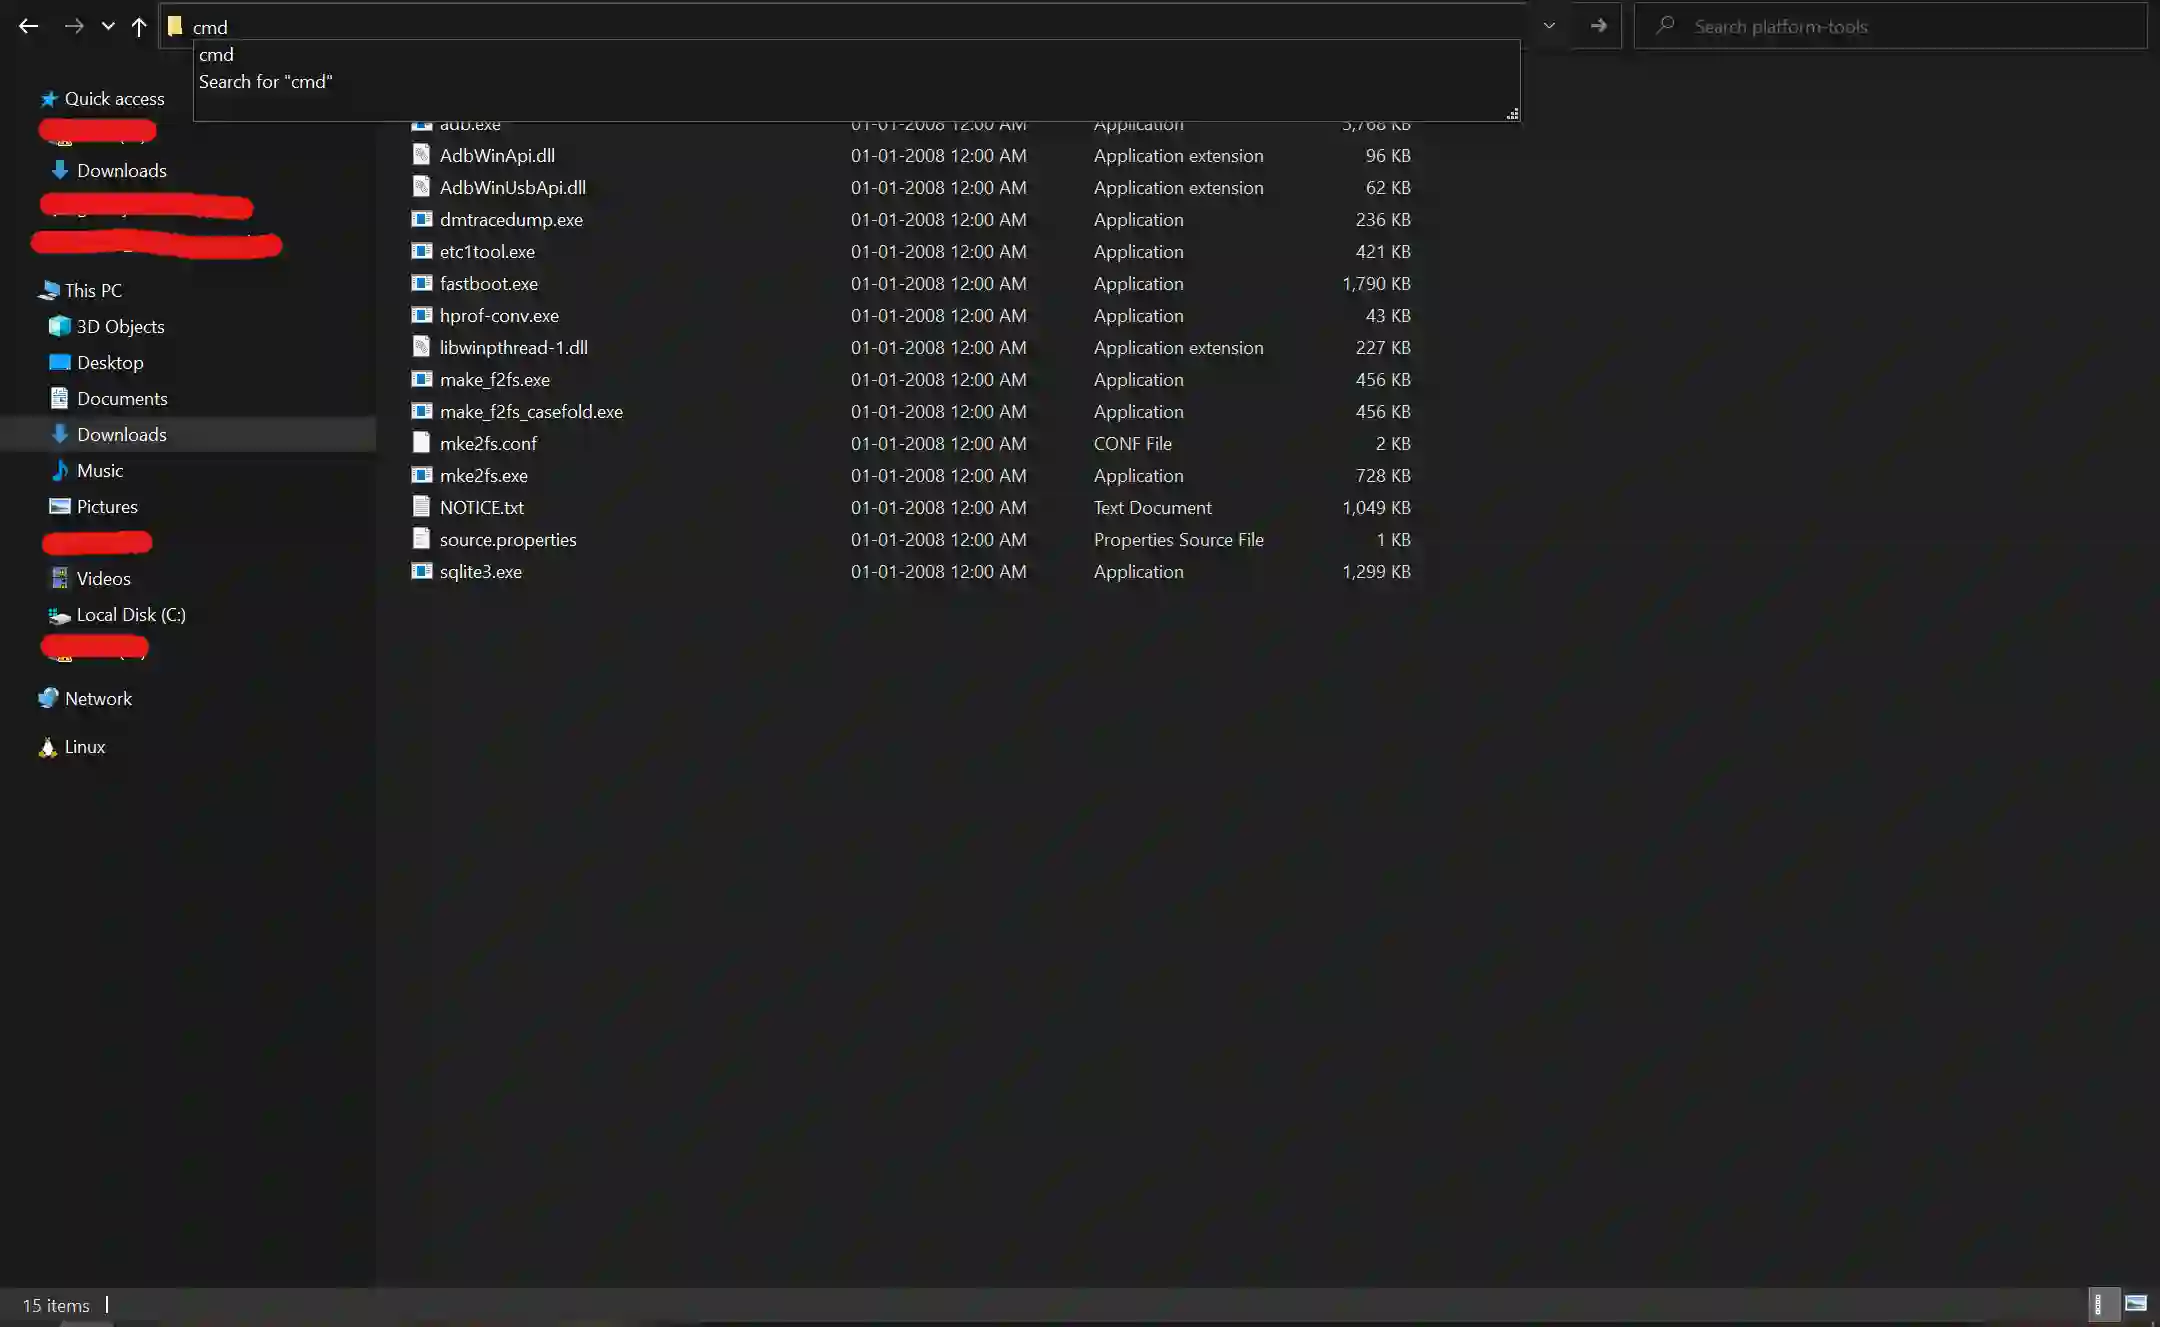 cmd
Search platform-tools
cmd
Search for "cmd"
Quick access
Downloads
This PC
3D Objects
Desktop
Documents
Downloads
Music
Pictures
Videos
Local Disk (C:)
Network
Linux
adb.exe 01-01-2008 12:00 AM Application 5,768 KB
AdbWinApi.dll 01-01-2008 12:00 AM Application extension 96 KB
AdbWinUsbApi.dll 01-01-2008 12:00 AM Application extension 62 KB
dmtracedump.exe 01-01-2008 12:00 AM Application 236 KB
etc1tool.exe 01-01-2008 12:00 AM Application 421 KB
fastboot.exe 01-01-2008 12:00 AM Application 1,790 KB
hprof-conv.exe 01-01-2008 12:00 AM Application 43 KB
libwinpthread-1.dll 01-01-2008 12:00 AM Application extension 227 KB
make_f2fs.exe 01-01-2008 12:00 AM Application 456 KB
make_f2fs_casefold.exe 01-01-2008 12:00 AM Application 456 KB
mke2fs.conf 01-01-2008 12:00 AM CONF File 2 KB
mke2fs.exe 01-01-2008 12:00 AM Application 728 KB
NOTICE.txt 01-01-2008 12:00 AM Text Document 1,049 KB
source.properties 01-01-2008 12:00 AM Properties Source File 1 KB
sqlite3.exe 01-01-2008 12:00 AM Application 1,299 KB
15 items